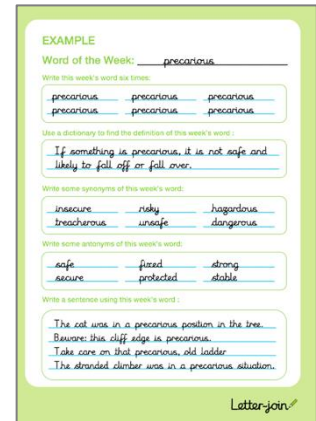 EXAMPLE
Word of the Week: precarious
Write this week's word six times:
precarious precarious precarious
precarious precarious precarious
Use a dictionary to find the definition of this week's word :
If something is precarious, it is not safe and
likely to fall off or fall over.
Write some synonyms of this week's word:
insecure risky hazardous
treacherous unsafe dangerous
Write some antonyms of this week's word:
safe fixed strong
secure protected stable
Write a sentence using this week's word :
The cat was in a precarious position in the tree.
Beware: this cliff edge is precarious.
Take care on that precarious, old ladder
The stranded climber was in a precarious situation.
Letter-join